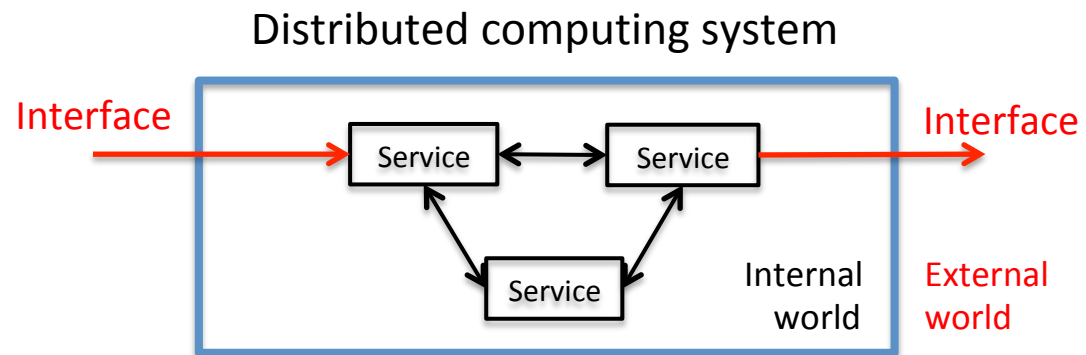 Distributed computing system
Interface
Interface
Service
Service
Service
Internal
world
External
world